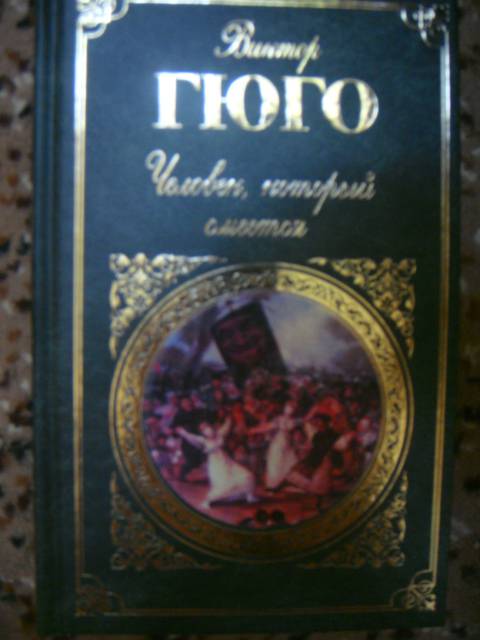 Виктор
ГЮГО
Человек, который
смеется